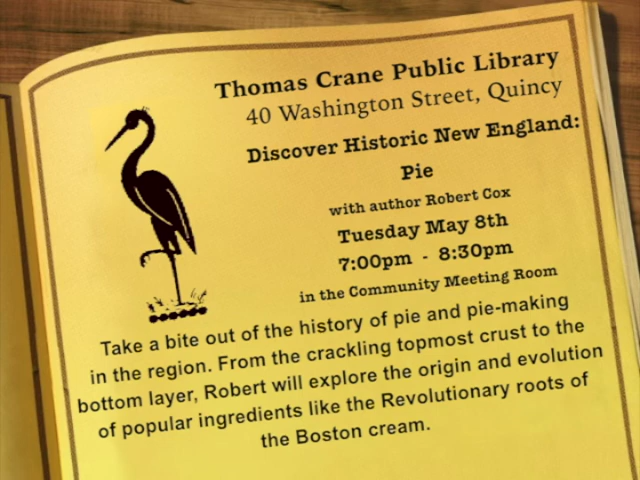 Thomas Crane Public Library
40 Washington Street, Quincy
Discover Historic New England:
Pie
with author Robert Cox
Tuesday May 8th
7:00pm - 8:30pm
in the Community Meeting Room
Take a bite out of the history of pie and pie-making
in the region. From the crackling topmost crust to the
bottom layer, Robert will explore the origin and evolution
of popular ingredients like the Revolutionary roots of
the Boston cream.